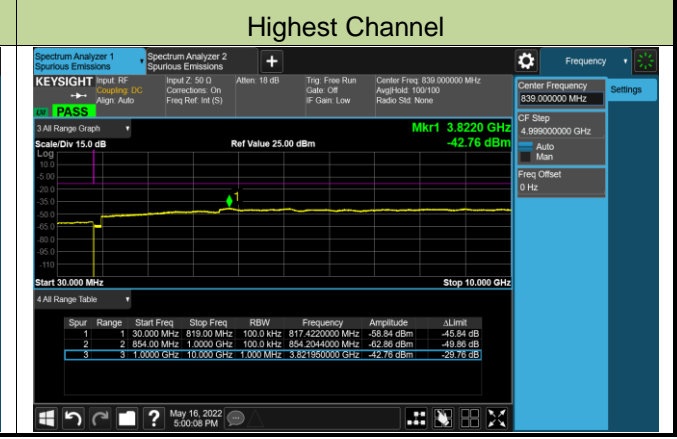 Highest Channel
Spectrum Analyzer 1
Spurious Emissions
Spectrum Analyzer 2
Spurious Emissions
+
Frequency
KEYSIGHT
Input: RF
Coupling: DC
Align: Auto
Input Z: 50 Ω
Corrections: On
Freq Ref: Int (S)
Atten: 18 dB
Trig: Free Run
Gate: Off
IF Gain: Low
Center Freq: 839.000000 MHz
Avg|Hold: 100/100
Radio Std: None
PASS
Center Frequency
839.000000 MHz
Settings
CF Step
4.999000000 GHz
Auto
Man
Freq Offset
0 Hz
3 All Range Graph
Mkr1 3.8220 GHz
Scale/Div 15.0 dB
Ref Value 25.00 dBm
-42.76 dBm
Log
10.0
-5.00
-20.0
-35.0
-50.0
-65.0
-80.0
-95.0
-110
1
Start 30.000 MHz
Stop 10.000 GHz
4 All Range Table
Spur Range Start Freq Stop Freq RBW Frequency Amplitude ΔLimit
1 1 30.000 MHz 819.00 MHz 100.0 kHz 817.4220000 MHz -58.84 dBm -45.84 dB
2 2 854.00 MHz 1.0000 GHz 100.0 kHz 854.2044000 MHz -62.86 dBm -49.86 dB
3 3 1.0000 GHz 10.000 GHz 1.000 MHz 3.821950000 GHz -42.76 dBm -29.76 dB
?
May 16, 2022
5:00:08 PM